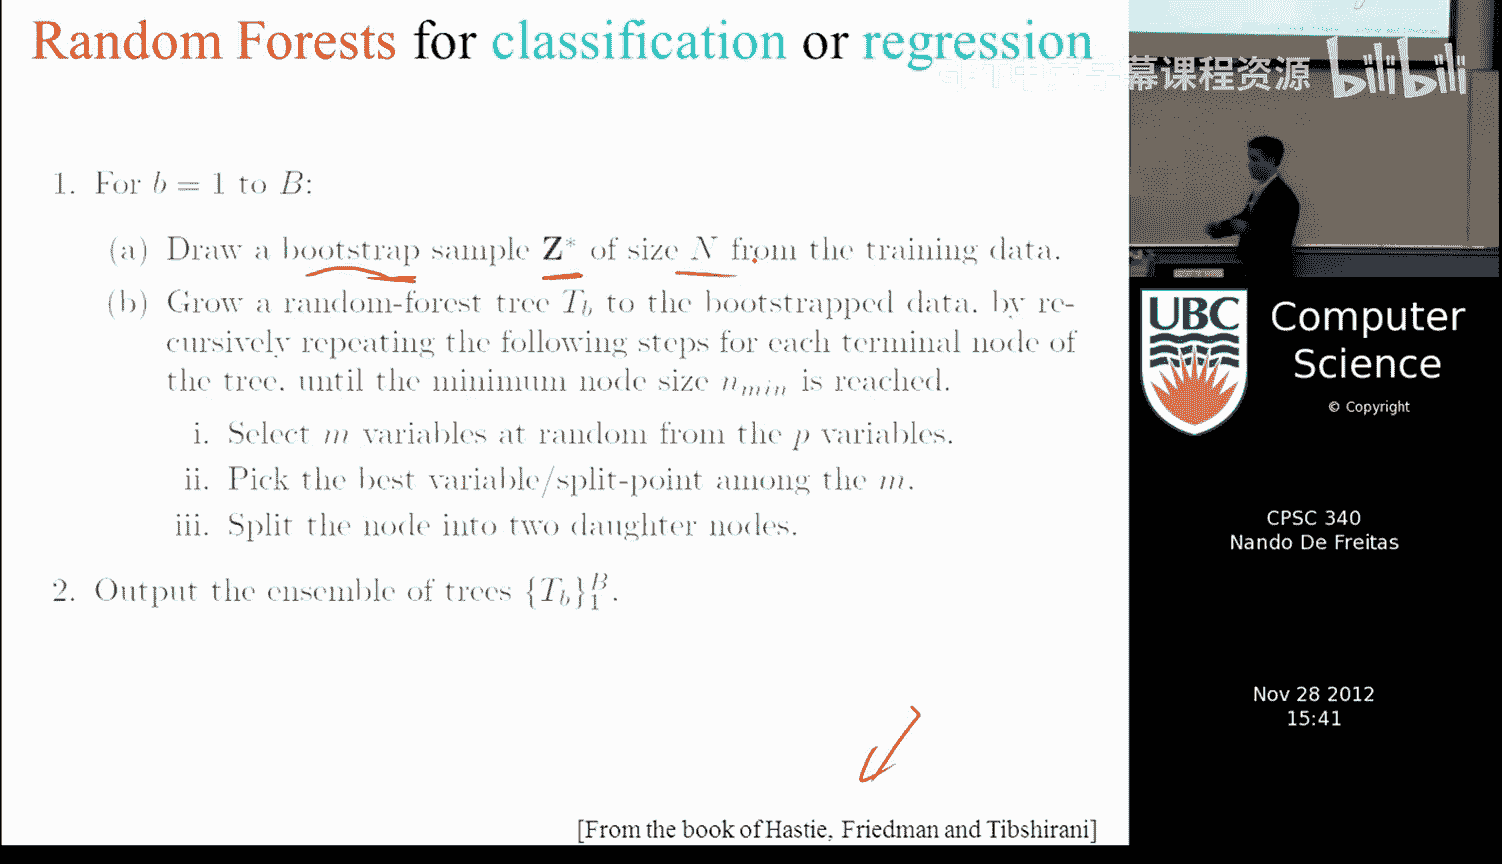 Random Forests for classification or regression
幕课程资源 bilibili
1. For b = 1 to B:
(a) Draw a bootstrap sample Z* of size N from the training data.
(b) Grow a random-forest tree T_b to the bootstrapped data, by re-
cursively repeating the following steps for each terminal node of
the tree, until the minimum node size n_min is reached.
i. Select m variables at random from the p variables.
ii. Pick the best variable/split-point among the m.
iii. Split the node into two daughter nodes.
2. Output the ensemble of trees {T_b}_1^B.
[From the book of Hastie, Friedman and Tibshirani]
UBC
Computer
Science
© Copyright
CPSC 340
Nando De Freitas
Nov 28 2012
15:41